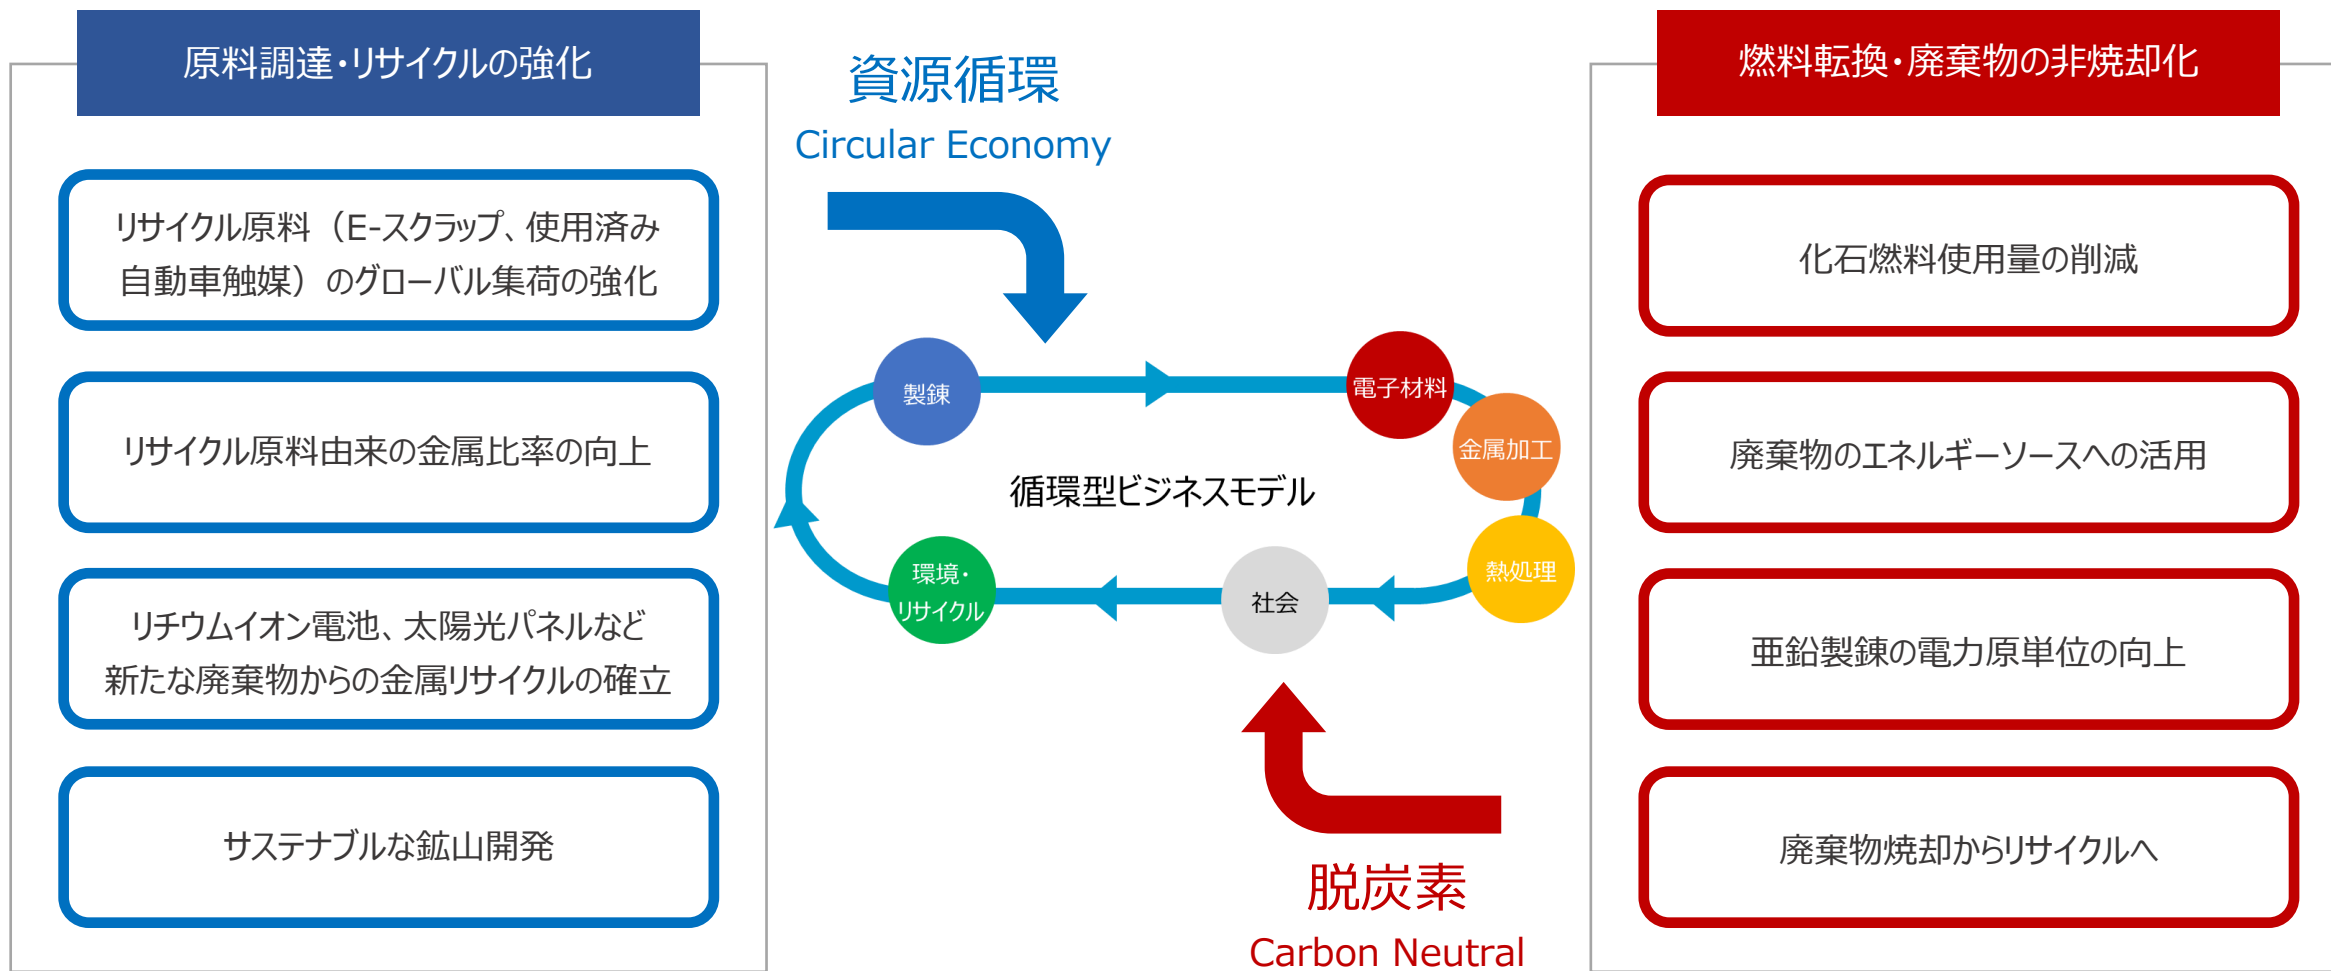 原料調達・リサイクルの強化
リサイクル原料（E-スクラップ、使用済み
自動車触媒）のグローバル集荷の強化
リサイクル原料由来の金属比率の向上
リチウムイオン電池、太陽光パネルなど
新たな廃棄物からの金属リサイクルの確立
サステナブルな鉱山開発
資源循環
Circular Economy
製錬
電子材料
金属加工
熱処理
社会
環境・
リサイクル
循環型ビジネスモデル
脱炭素
Carbon Neutral
燃料転換・廃棄物の非焼却化
化石燃料使用量の削減
廃棄物のエネルギーソースへの活用
亜鉛製錬の電力原単位の向上
廃棄物焼却からリサイクルへ